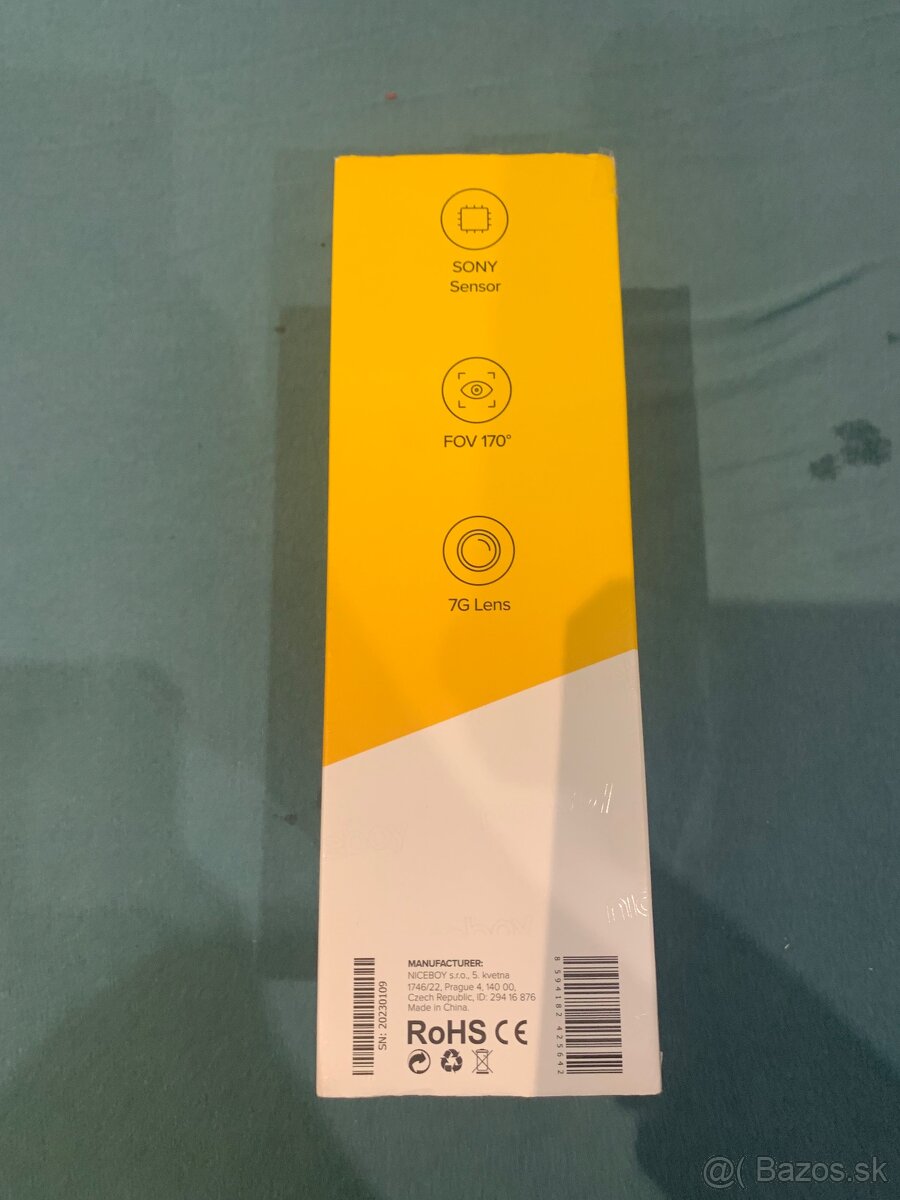 SONY
Sensor
FOV 170°
7G Lens
SN: 20230109
MANUFACTURER:
NICEBOY s.r.o., 5. kvetna
1746/22, Prague 4, 140 00,
Czech Republic, ID: 294 16 876
Made in China.
RoHS CE
8 594182 425642
@( Bazos.sk